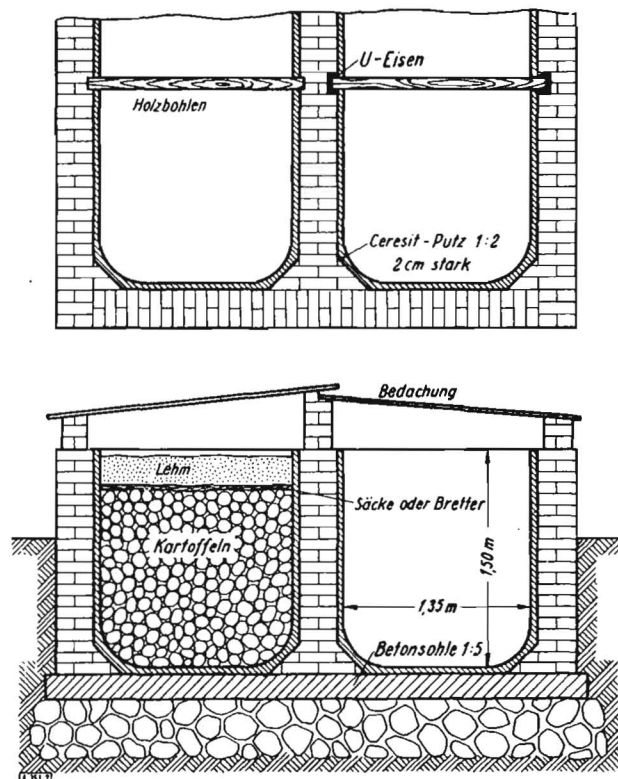 U-Eisen
Holzbohlen
Ceresit-Putz 1:2
2 cm stark
Bedachung
Lehm
Säcke oder Bretter
Kartoffeln
1,50 m
1,35 m
Betonsohle 1:5